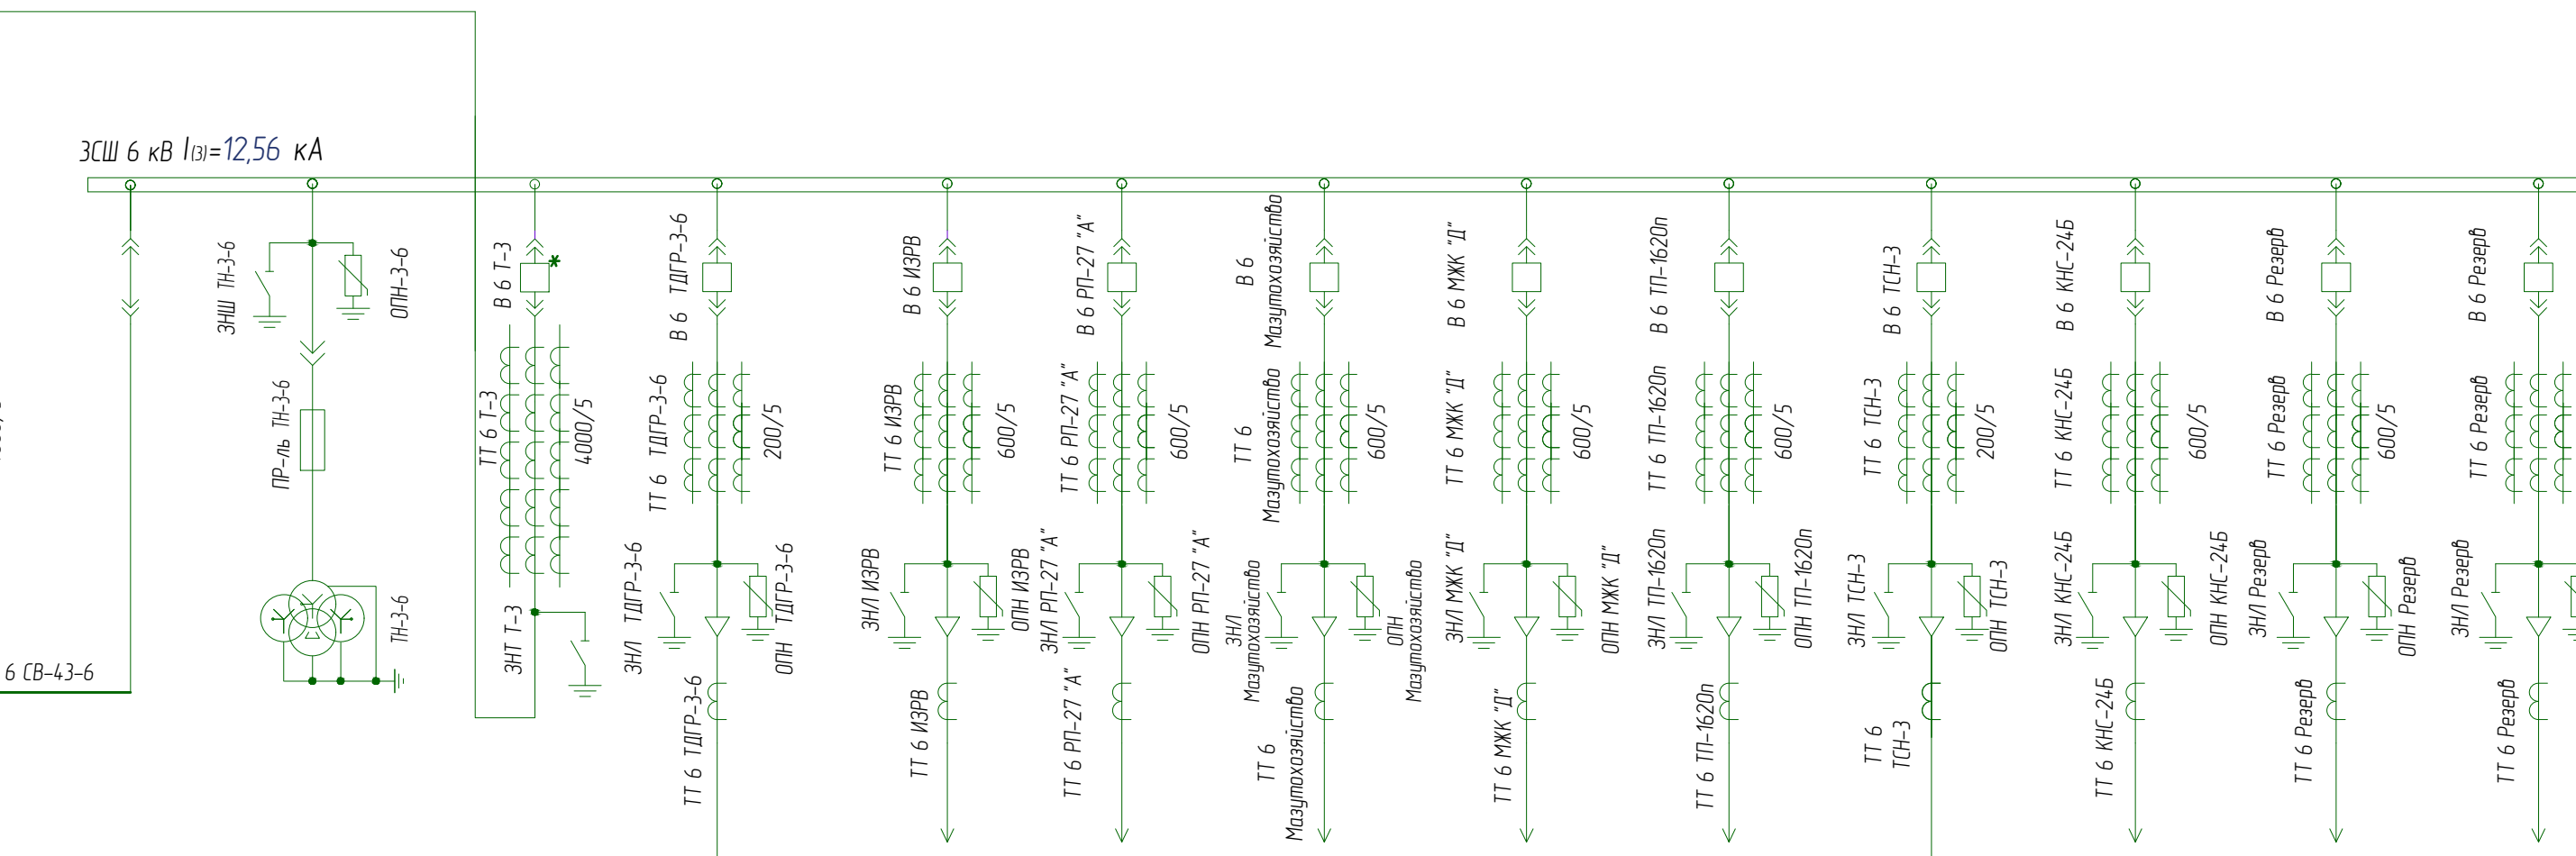 3СШ 6 кВ I(3)=12,56 кА
6 СВ-43-6
ЗНШ ТН-3-6
ОПН-3-6
ПР-ль ТН-3-6
ТН-3-6
В 6 Т-3
*
ТТ 6 Т-3
4000/5
ЗНТ Т-3
В 6 ТДГР-3-6
ТТ 6 ТДГР-3-6
200/5
ЗНЛ ТДГР-3-6
ОПН ТДГР-3-6
ТТ 6 ТДГР-3-6
В 6 ИЗРВ
ТТ 6 ИЗРВ
600/5
ЗНЛ ИЗРВ
ОПН ИЗРВ
ТТ 6 ИЗРВ
В 6 РП-27 "А"
ТТ 6 РП-27 "А"
600/5
ЗНЛ РП-27 "А"
ОПН РП-27 "А"
ТТ 6 РП-27 "А"
В 6
Мазутохозяйство
ТТ 6
Мазутохозяйство
600/5
ЗНЛ
Мазутохозяйство
ОПН
Мазутохозяйство
ТТ 6
Мазутохозяйство
В 6 МЖК "Д"
ТТ 6 МЖК "Д"
600/5
ЗНЛ МЖК "Д"
ОПН МЖК "Д"
ТТ 6 МЖК "Д"
В 6 ТП-1620п
ТТ 6 ТП-1620п
600/5
ЗНЛ ТП-1620п
ОПН ТП-1620п
ТТ 6 ТП-1620п
В 6 ТСН-3
ТТ 6 ТСН-3
200/5
ЗНЛ ТСН-3
ОПН ТСН-3
ТТ 6
ТСН-3
В 6 КНС-24Б
ТТ 6 КНС-24Б
600/5
ЗНЛ КНС-24Б
ОПН КНС-24Б
ТТ 6 КНС-24Б
В 6 Резерв
ТТ 6 Резерв
600/5
ЗНЛ Резерв
ОПН Резерв
ТТ 6 Резерв
В 6 Резерв
ТТ 6 Резерв
ЗНЛ Резерв
ТТ 6 Резерв